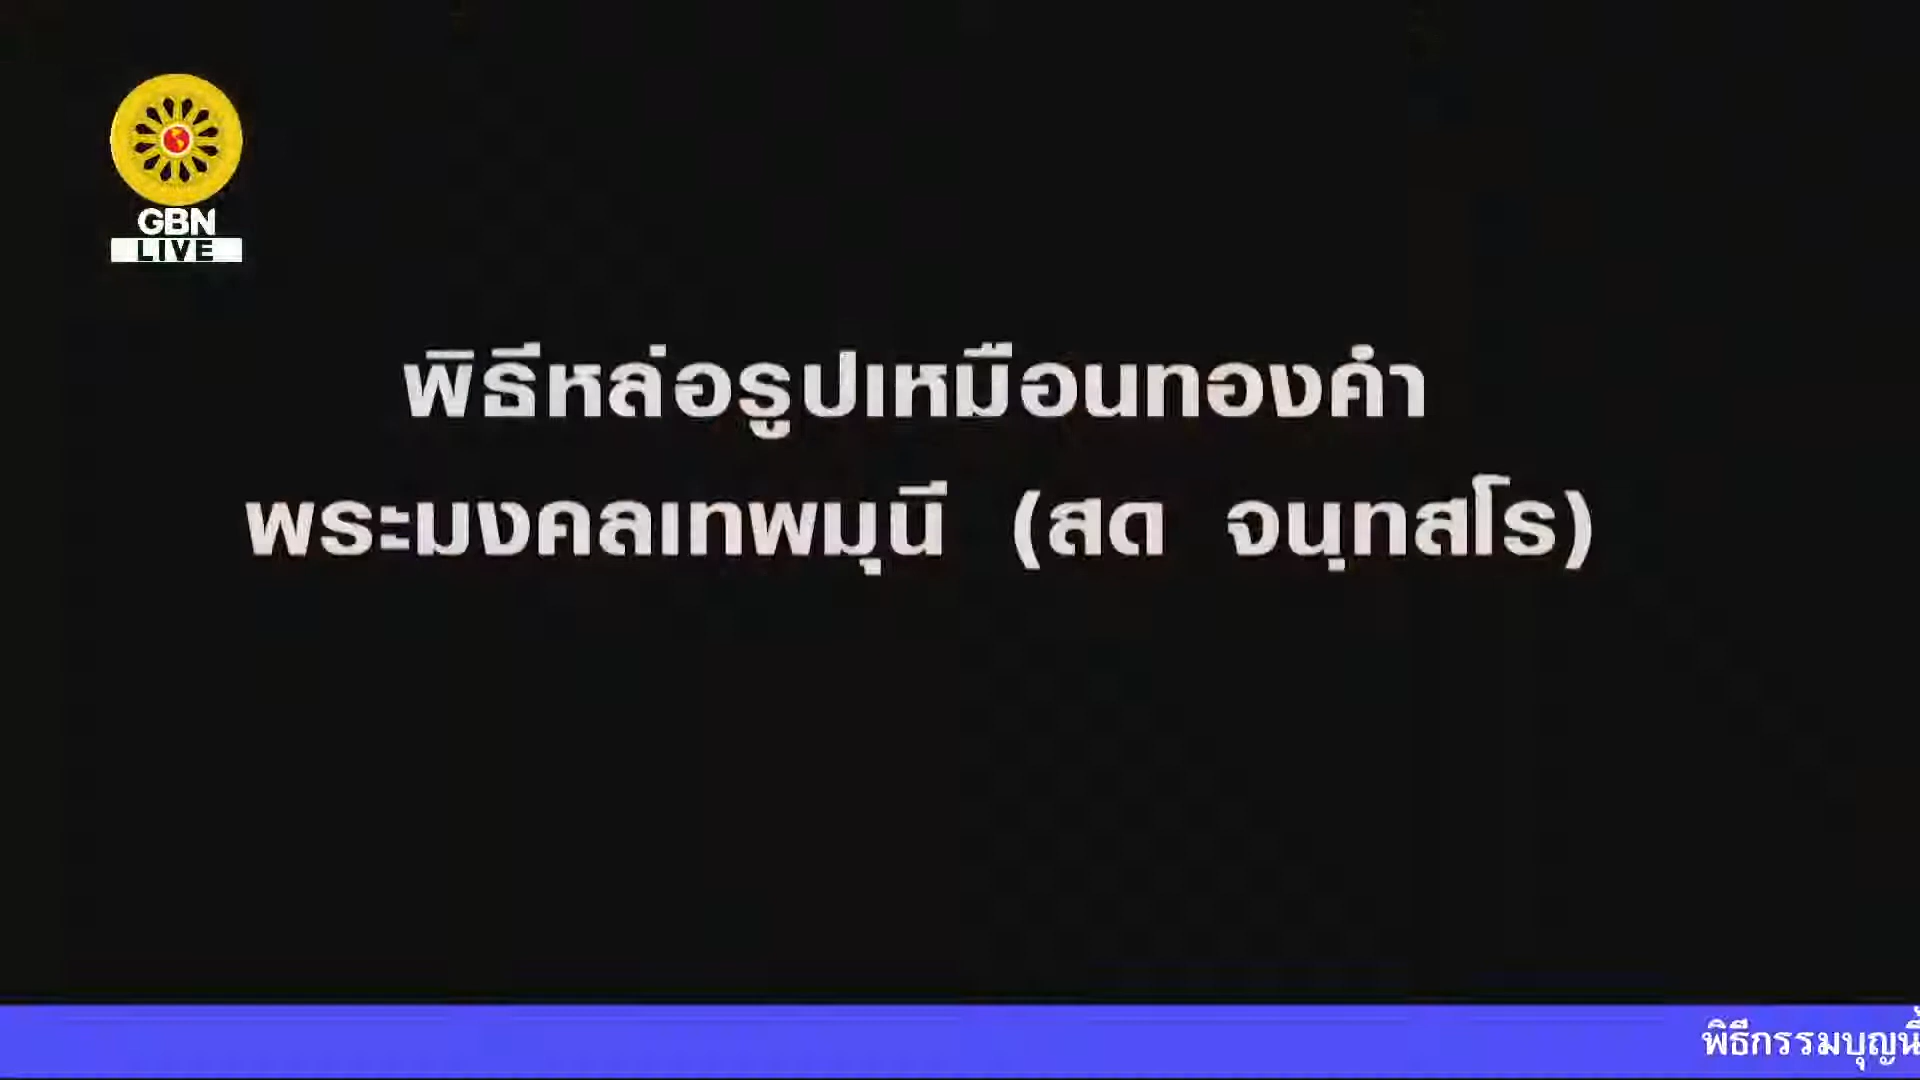 GBN
LIVE
พิธีหล่อรูปเหมือนทองคำ
พระมงคลเทพมุนี (สด จนฺทสโร)
พิธีกรรมบุญนี้